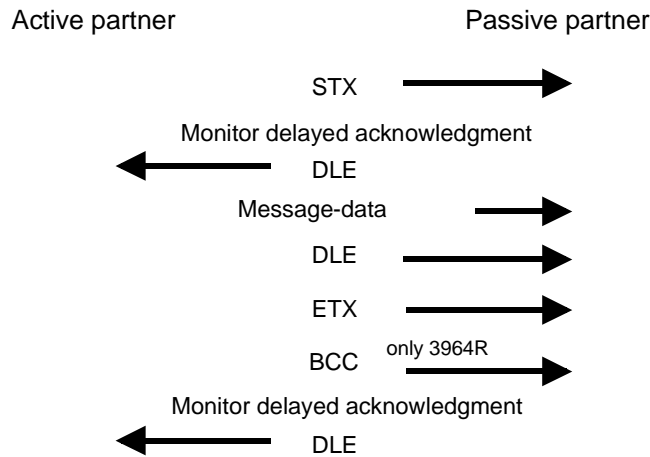 Active partner Passive partner
STX
Monitor delayed acknowledgment
DLE
Message-data
DLE
ETX
BCC only 3964R
Monitor delayed acknowledgment
DLE